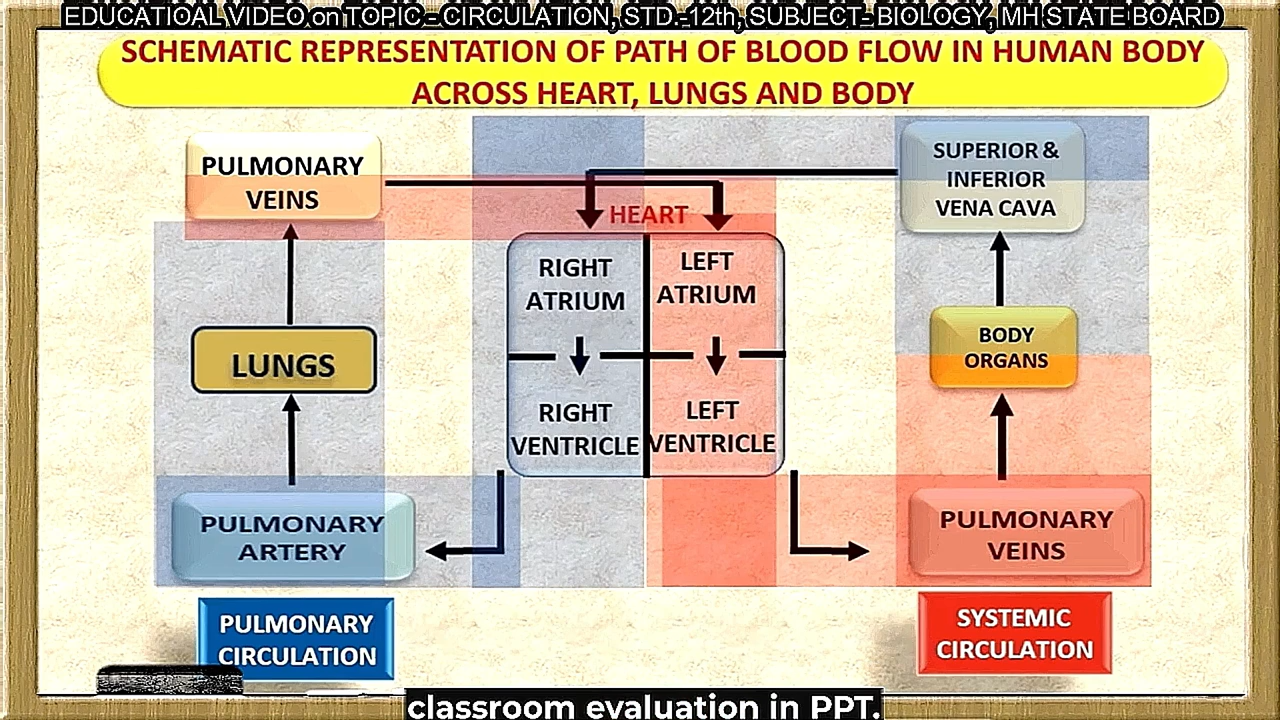 EDUCATIOAL VIDEO on TOPIC - CIRCULATION, STD.-12th, SUBJECT- BIOLOGY, MH STATE BOARD
SCHEMATIC REPRESENTATION OF PATH OF BLOOD FLOW IN HUMAN BODY
ACROSS HEART, LUNGS AND BODY
PULMONARY
VEINS
LUNGS
PULMONARY
ARTERY
PULMONARY
CIRCULATION
HEART
RIGHT
ATRIUM
LEFT
ATRIUM
RIGHT
VENTRICLE
LEFT
VENTRICLE
SUPERIOR &
INFERIOR
VENA CAVA
BODY
ORGANS
PULMONARY
VEINS
SYSTEMIC
CIRCULATION
classroom evaluation in PPT.